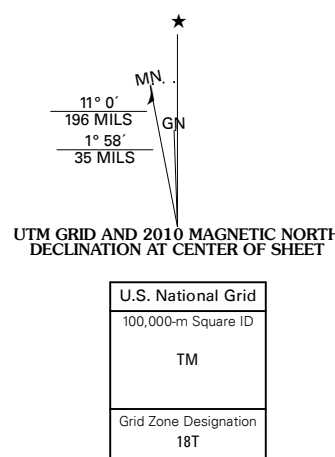 ★
MN
11° 0´
196 MILS
GN
1° 58´
35 MILS
UTM GRID AND 2010 MAGNETIC NORTH
DECLINATION AT CENTER OF SHEET
U.S. National Grid
100,000-m Square ID
TM
Grid Zone Designation
18T